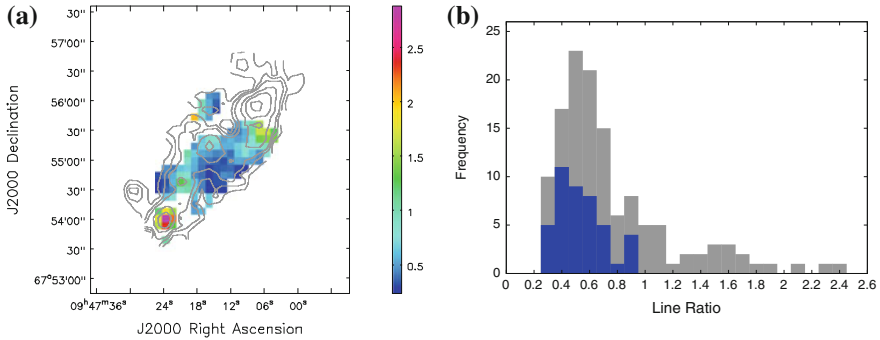 (a)
J2000 Declination
30"
57'00"
30"
56'00"
30"
55'00"
30"
54'00"
30"
67°53'00"
09ʰ47ᵐ36ˢ 24ˢ 18ˢ 12ˢ 06ˢ 00ˢ
J2000 Right Ascension
2.5
2
1.5
1
0.5
(b)
Frequency
25
20
15
10
5
0
0 0.2 0.4 0.6 0.8 1 1.2 1.4 1.6 1.8 2 2.2 2.4 2.6
Line Ratio